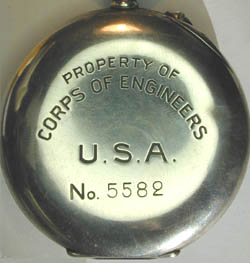 PROPERTY OF
CORPS OF ENGINEERS
U.S.A.
No. 5582